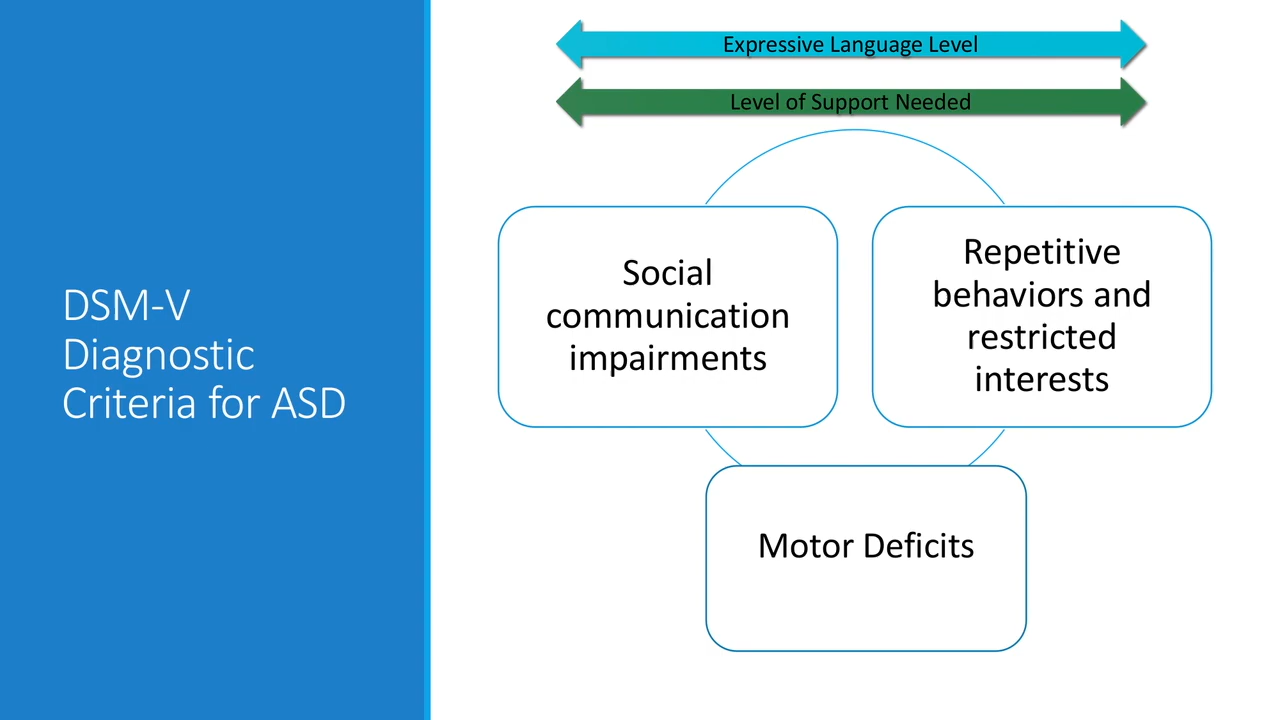 DSM-V
Diagnostic
Criteria for ASD
Expressive Language Level
Level of Support Needed
Social
communication
impairments
Repetitive
behaviors and
restricted
interests
Motor Deficits